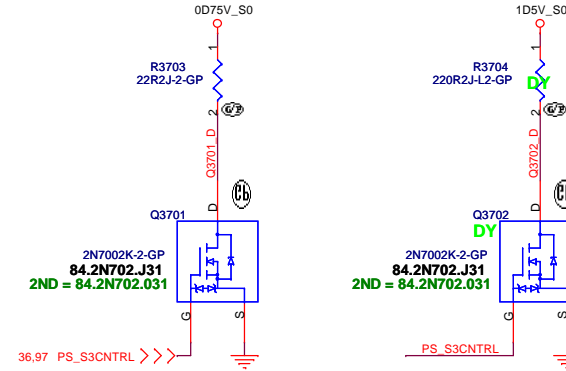 0D75V_S0
1
R3703
22R2J-2-GP
2
G/P
Q3701_D
D
Q3701
2N7002K-2-GP
84.2N702.J31
2ND = 84.2N702.031
G
S
36,97 PS_S3CNTRL
1D5V_S0
1
R3704
220R2J-L2-GP
DY
2
Q3702_D
D
Q3702
DY
2N7002K-2-GP
84.2N702.J31
2ND = 84.2N702.031
G
S
PS_S3CNTRL